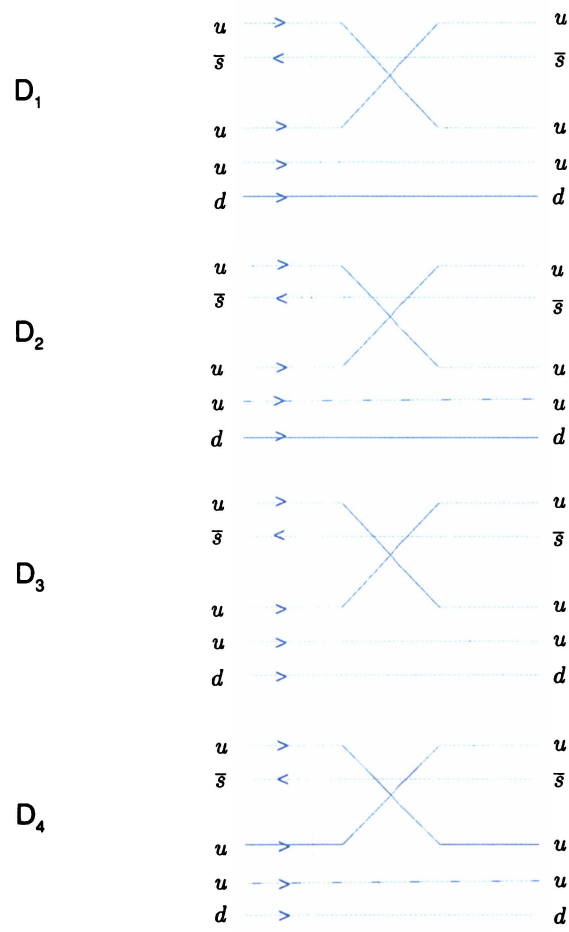 u > u
s̅ < s̅
D₁
u > u
u > u
d > d
u > u
s̅ < s̅
D₂
u > u
u > u
d > d
u > u
s̅ < s̅
D₃
u > u
u > u
d > d
u > u
s̅ < s̅
D₄
u > u
u > u
d > d